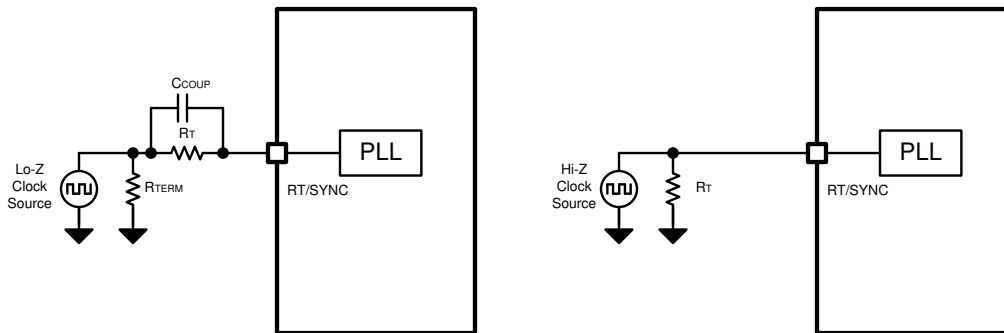 CCOUP
RT
PLL
Lo-Z
Clock
Source
RTERM
RT/SYNC
PLL
Hi-Z
Clock
Source
RT
RT/SYNC